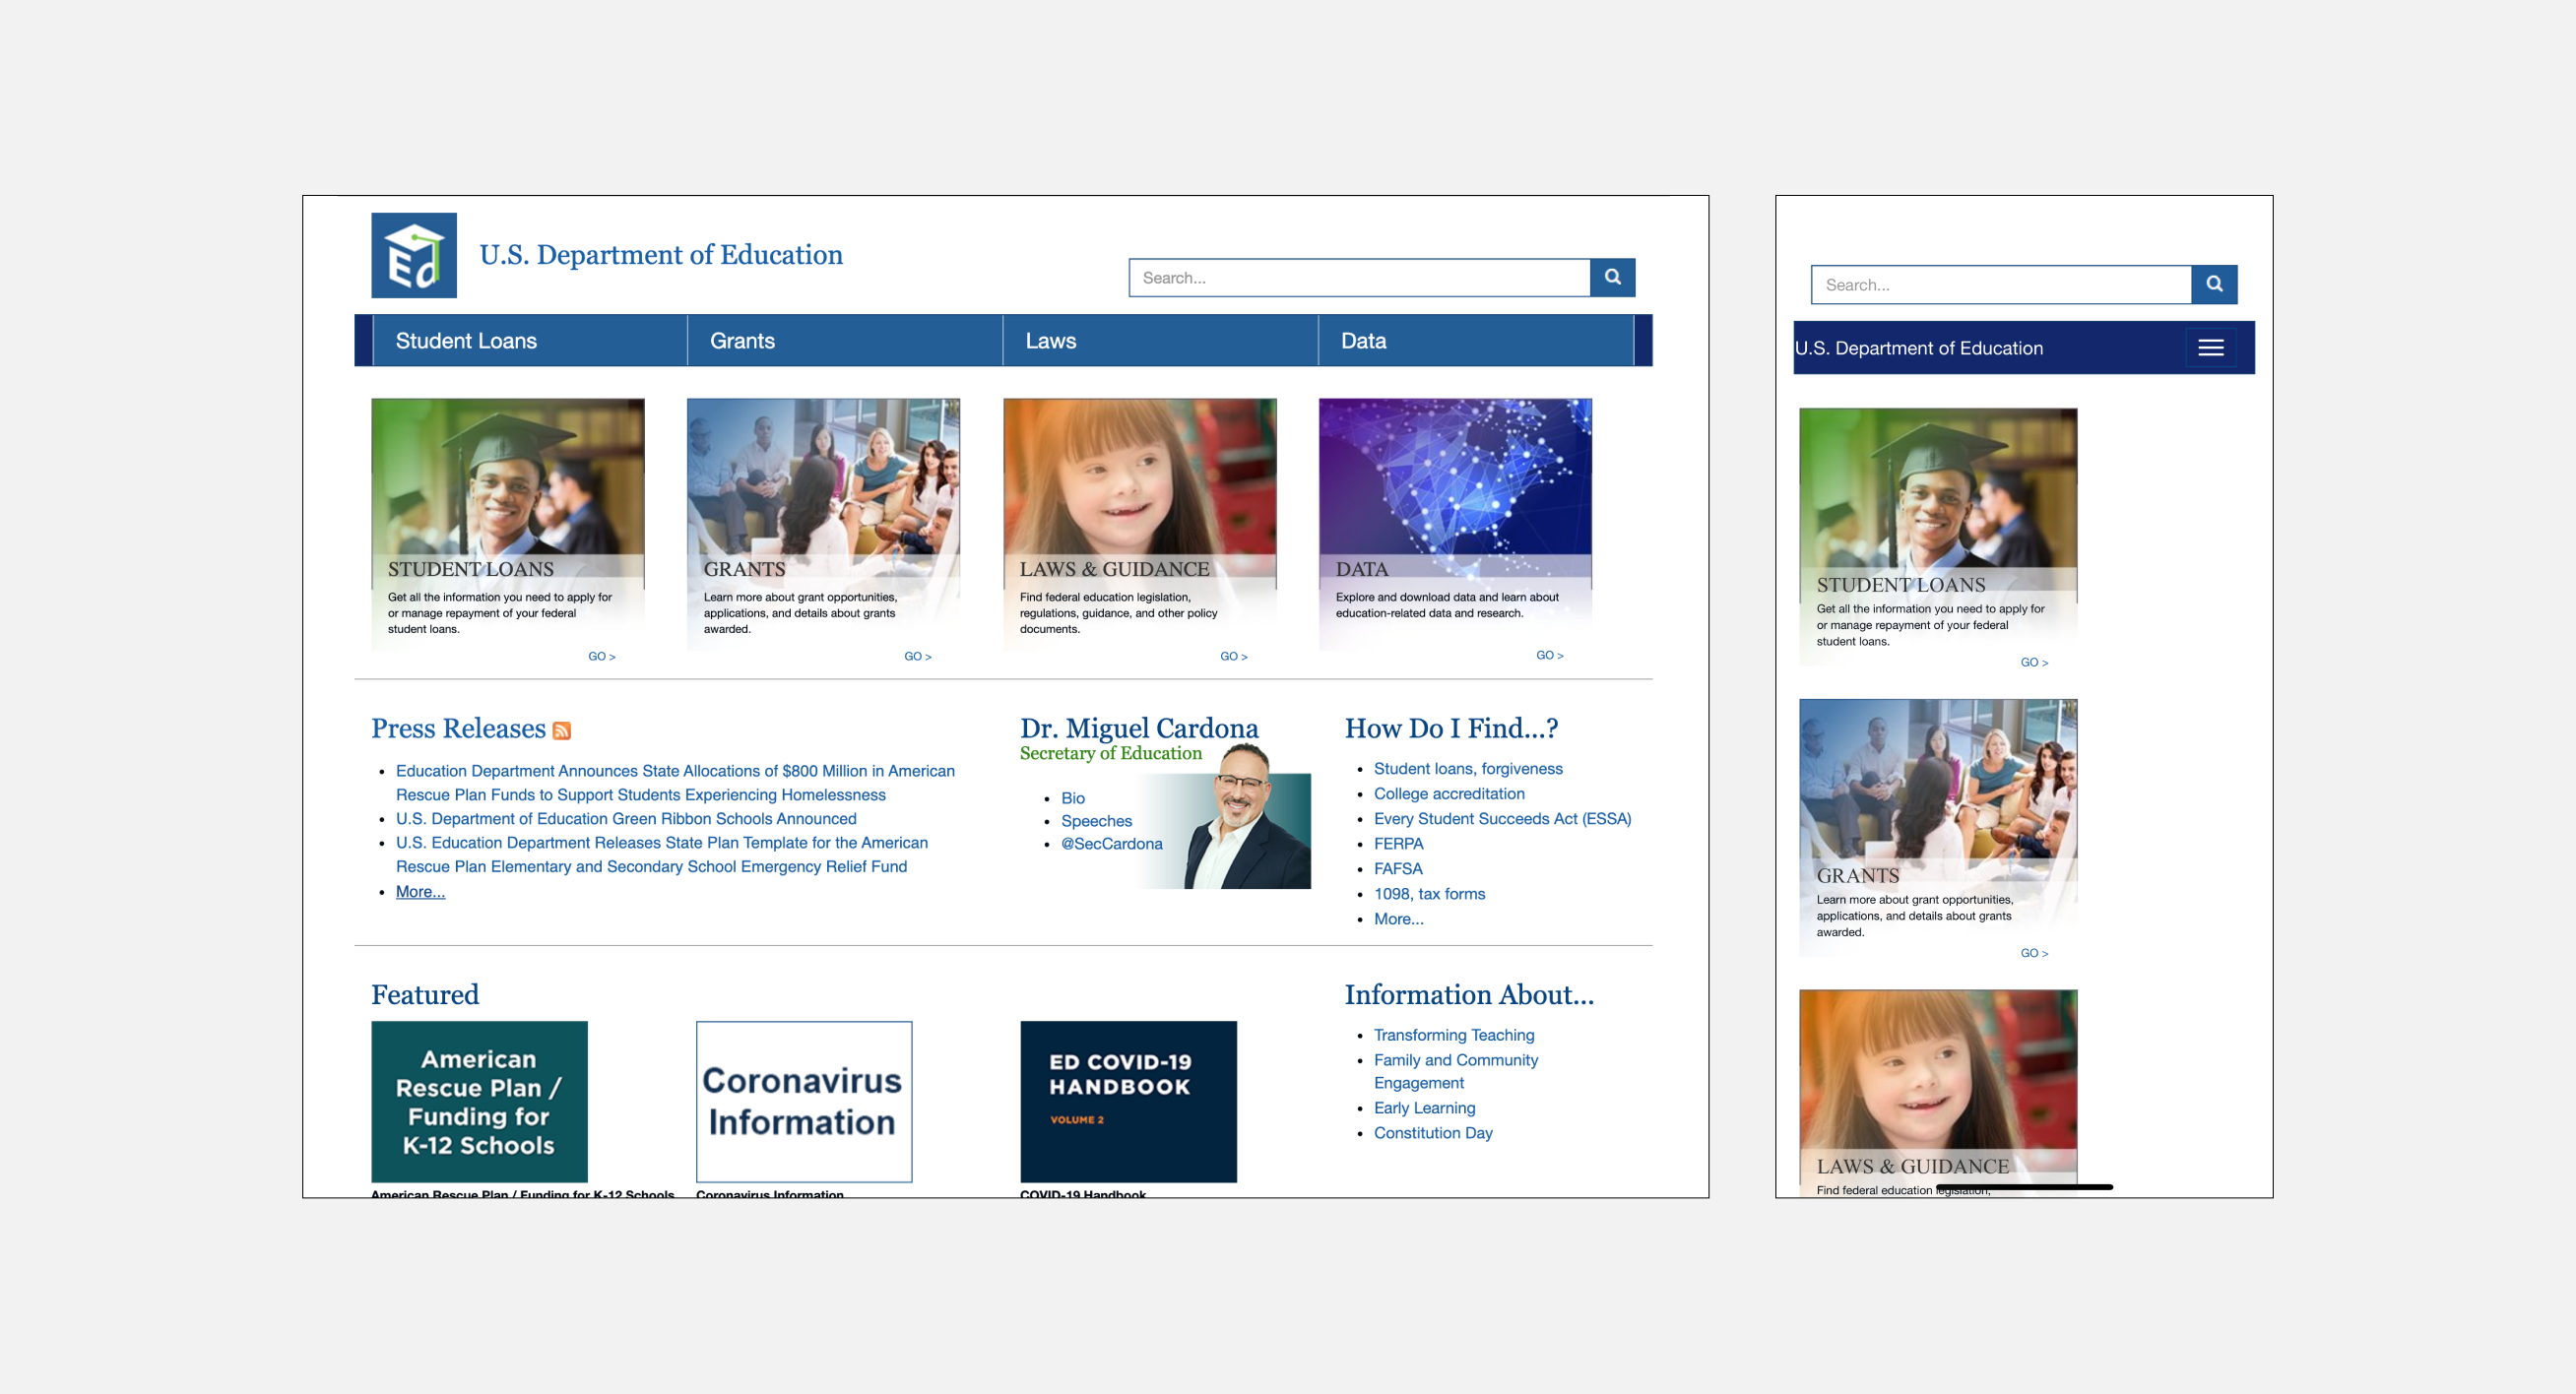 Ed
U.S. Department of Education
Search...
Student Loans
Grants
Laws
Data
STUDENT LOANS
Get all the information you need to apply for
or manage repayment of your federal
student loans.
GO >
GRANTS
Learn more about grant opportunities,
applications, and details about grants
awarded.
GO >
LAWS & GUIDANCE
Find federal education legislation,
regulations, guidance, and other policy
documents.
GO >
DATA
Explore and download data and learn about
education-related data and research.
GO >
Press Releases
• Education Department Announces State Allocations of $800 Million in American
Rescue Plan Funds to Support Students Experiencing Homelessness
• U.S. Department of Education Green Ribbon Schools Announced
• U.S. Education Department Releases State Plan Template for the American
Rescue Plan Elementary and Secondary School Emergency Relief Fund
• More...
Dr. Miguel Cardona
Secretary of Education
• Bio
• Speeches
• @SecCardona
How Do I Find...?
• Student loans, forgiveness
• College accreditation
• Every Student Succeeds Act (ESSA)
• FERPA
• FAFSA
• 1098, tax forms
• More...
Featured
American
Rescue Plan /
Funding for
K-12 Schools
American Rescue Plan / Funding for K-12 Schools
Coronavirus
Information
Coronavirus Information
ED COVID-19
HANDBOOK
VOLUME 2
COVID-19 Handbook
Information About...
• Transforming Teaching
• Family and Community
Engagement
• Early Learning
• Constitution Day
Search...
U.S. Department of Education
STUDENT LOANS
Get all the information you need to apply for
or manage repayment of your federal
student loans.
GO >
GRANTS
Learn more about grant opportunities,
applications, and details about grants
awarded.
GO >
LAWS & GUIDANCE
Find federal education legislation,